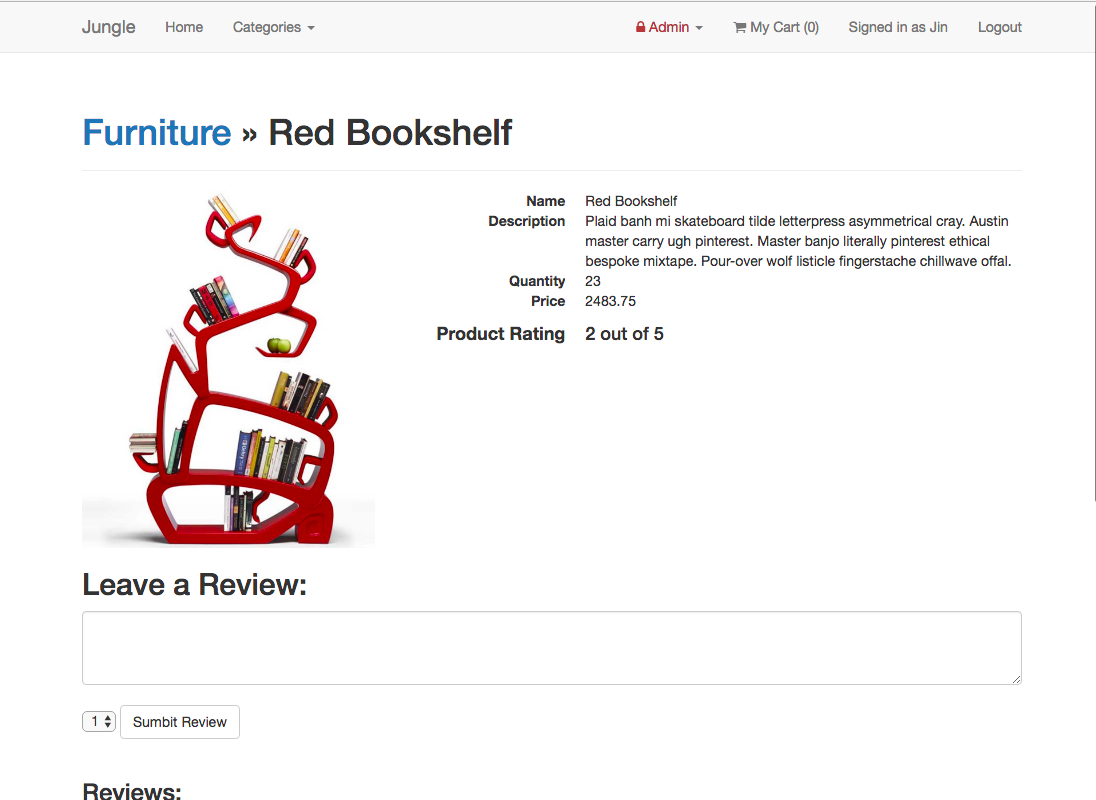 Jungle Home Categories Admin My Cart (0) Signed in as Jin Logout
Furniture » Red Bookshelf
Name Red Bookshelf
Description Plaid banh mi skateboard tilde letterpress asymmetrical cray. Austin
master carry ugh pinterest. Master banjo literally pinterest ethical
bespoke mixtape. Pour-over wolf listicle fingerstache chillwave offal.
Quantity 23
Price 2483.75
Product Rating 2 out of 5
Leave a Review:
1 Sumbit Review
Reviews: